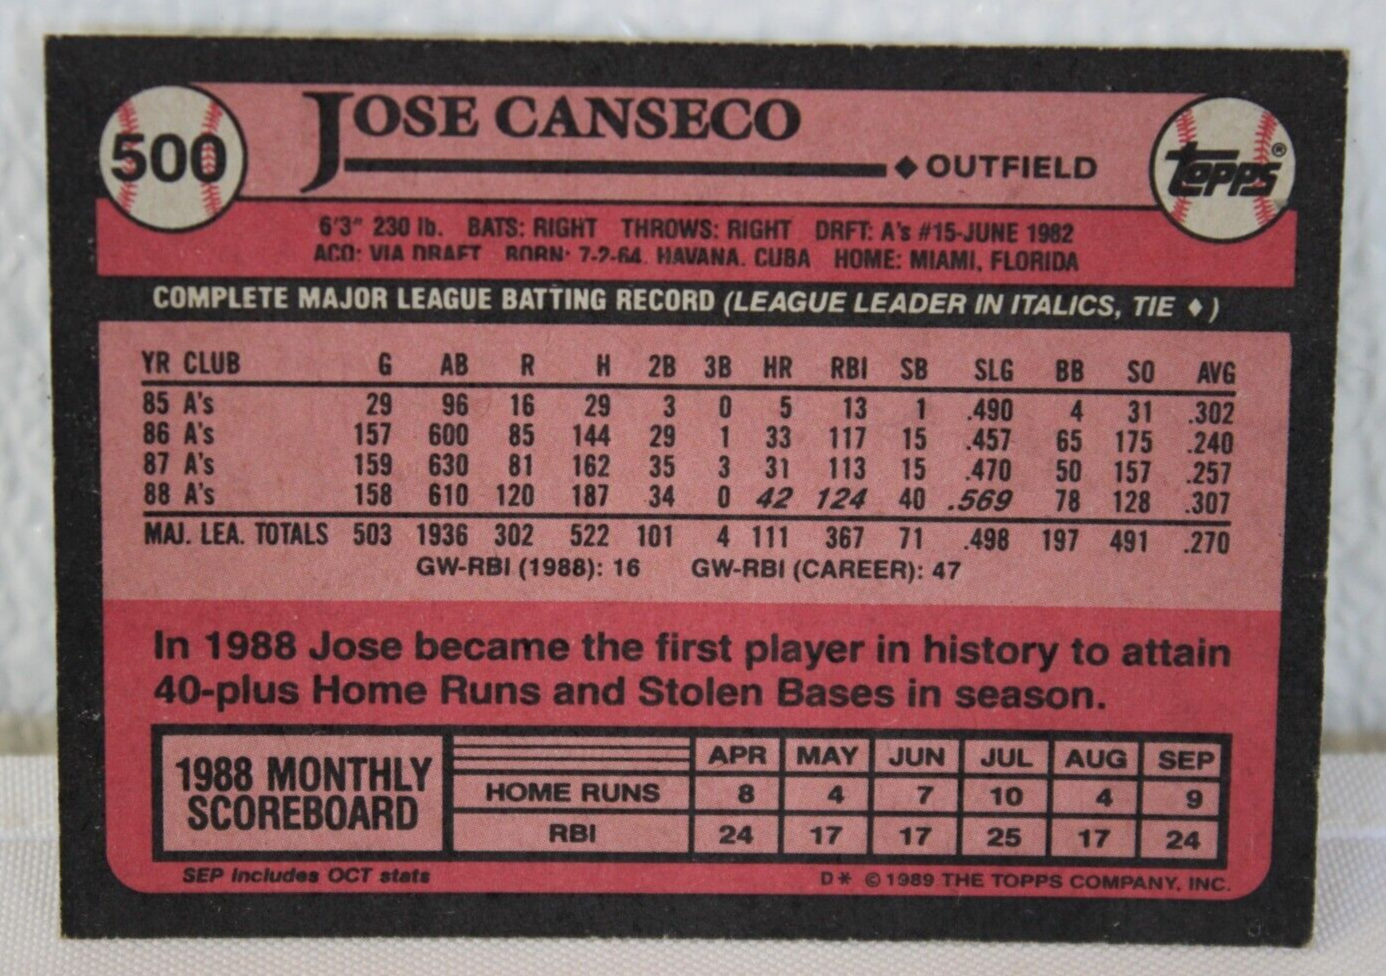 500
JOSE CANSECO
◆ OUTFIELD
TOPPS®
6'3" 230 lb. BATS: RIGHT THROWS: RIGHT DRFT: A's #15-JUNE 1982
ACQ: VIA DRAFT BORN: 7-2-64, HAVANA, CUBA HOME: MIAMI, FLORIDA
COMPLETE MAJOR LEAGUE BATTING RECORD (LEAGUE LEADER IN ITALICS, TIE ♦)
YR CLUB G AB R H 2B 3B HR RBI SB SLG BB SO AVG
85 A's 29 96 16 29 3 0 5 13 1 .490 4 31 .302
86 A's 157 600 85 144 29 1 33 117 15 .457 65 175 .240
87 A's 159 630 81 162 35 3 31 113 15 .470 50 157 .257
88 A's 158 610 120 187 34 0 42 124 40 .569 78 128 .307
MAJ. LEA. TOTALS 503 1936 302 522 101 4 111 367 71 .498 197 491 .270
GW-RBI (1988): 16 GW-RBI (CAREER): 47
In 1988 Jose became the first player in history to attain
40-plus Home Runs and Stolen Bases in season.
1988 MONTHLY
SCOREBOARD
APR MAY JUN JUL AUG SEP
HOME RUNS 8 4 7 10 4 9
RBI 24 17 17 25 17 24
SEP includes OCT stats
D* ©1989 THE TOPPS COMPANY, INC.